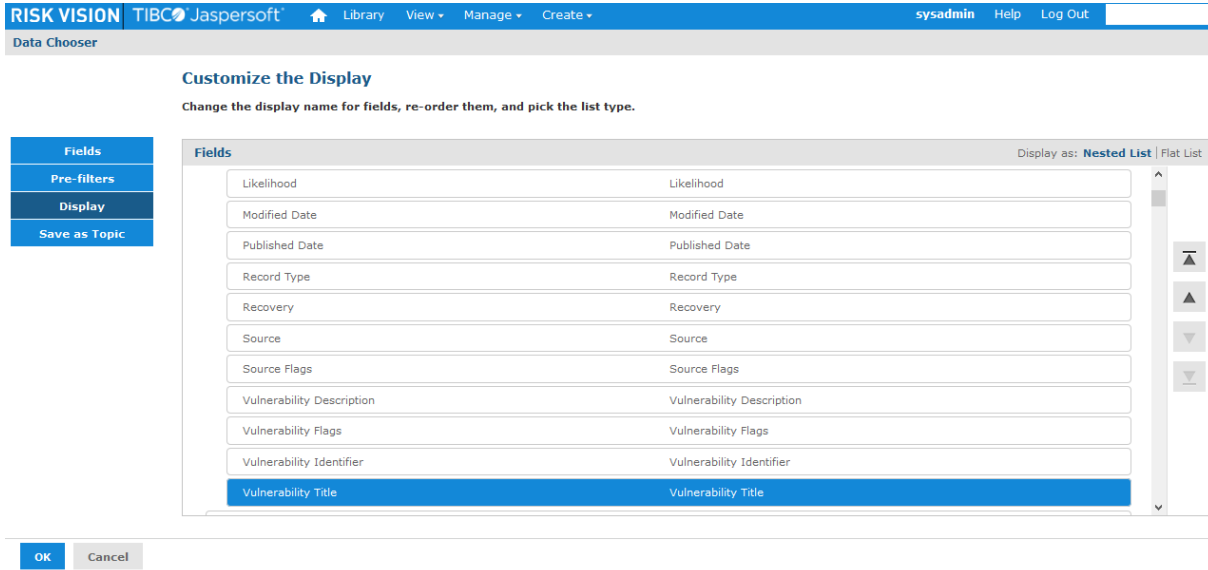 RISK VISION TIBCO Jaspersoft® Library View Manage Create sysadmin Help Log Out
Data Chooser
Customize the Display
Change the display name for fields, re-order them, and pick the list type.
Fields
Pre-filters
Display
Save as Topic
Fields Display as: Nested List | Flat List
Likelihood Likelihood
Modified Date Modified Date
Published Date Published Date
Record Type Record Type
Recovery Recovery
Source Source
Source Flags Source Flags
Vulnerability Description Vulnerability Description
Vulnerability Flags Vulnerability Flags
Vulnerability Identifier Vulnerability Identifier
Vulnerability Title Vulnerability Title
OK Cancel